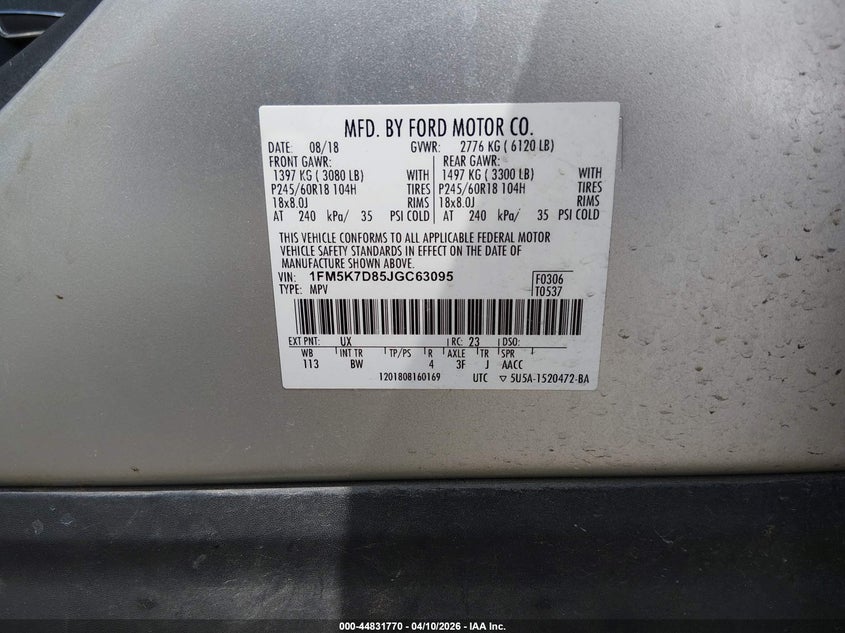 MFD. BY FORD MOTOR CO.
DATE: 08/18 GVWR: 2776 KG ( 6120 LB)
FRONT GAWR: REAR GAWR:
1397 KG ( 3080 LB) WITH 1497 KG ( 3300 LB) WITH
P245/60R18 104H TIRES P245/60R18 104H TIRES
18x8.0J RIMS 18x8.0J RIMS
AT 240 kPa/ 35 PSI COLD AT 240 kPa/ 35 PSI COLD
THIS VEHICLE CONFORMS TO ALL APPLICABLE FEDERAL MOTOR
VEHICLE SAFETY STANDARDS IN EFFECT ON THE DATE OF
MANUFACTURE SHOWN ABOVE.
VIN: 1FM5K7D85JGC63095 F0306
TYPE: MPV T0537
EXT PNT: UX RC: 23 DSO:
WB INT TR TP/PS R AXLE TR SPR
113 BW 4 3F J AACC
1201808160169 UTC ▽ 5U5A-1520472-BA
000-44831770 - 04/10/2026 - IAA Inc.